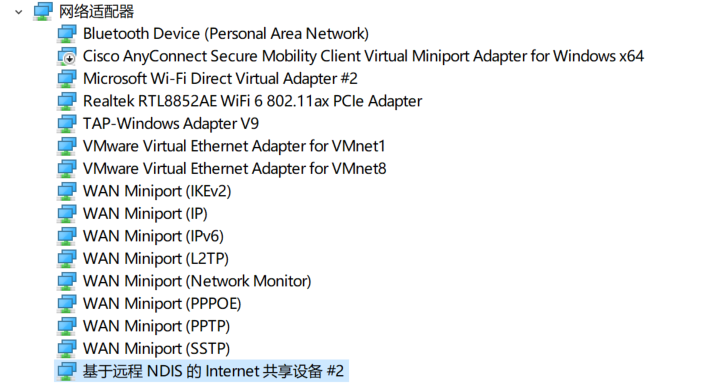 网络适配器
Bluetooth Device (Personal Area Network)
Cisco AnyConnect Secure Mobility Client Virtual Miniport Adapter for Windows x64
Microsoft Wi-Fi Direct Virtual Adapter #2
Realtek RTL8852AE WiFi 6 802.11ax PCIe Adapter
TAP-Windows Adapter V9
VMware Virtual Ethernet Adapter for VMnet1
VMware Virtual Ethernet Adapter for VMnet8
WAN Miniport (IKEv2)
WAN Miniport (IP)
WAN Miniport (IPv6)
WAN Miniport (L2TP)
WAN Miniport (Network Monitor)
WAN Miniport (PPPOE)
WAN Miniport (PPTP)
WAN Miniport (SSTP)
基于远程 NDIS 的 Internet 共享设备 #2